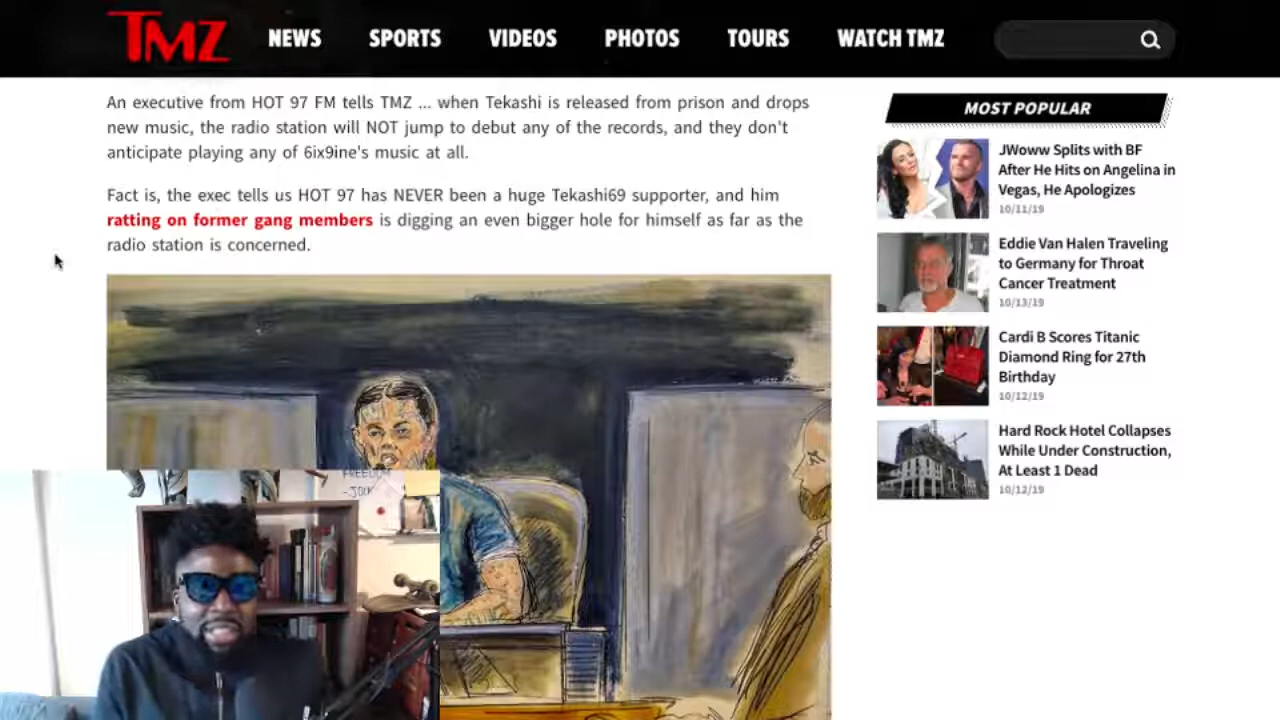 TMZ
NEWS SPORTS VIDEOS PHOTOS TOURS WATCH TMZ
An executive from HOT 97 FM tells TMZ ... when Tekashi is released from prison and drops
new music, the radio station will NOT jump to debut any of the records, and they don't
anticipate playing any of 6ix9ine's music at all.
Fact is, the exec tells us HOT 97 has NEVER been a huge Tekashi69 supporter, and him
ratting on former gang members is digging an even bigger hole for himself as far as the
radio station is concerned.
MOST POPULAR
JWoww Splits with BF
After He Hits on Angelina in
Vegas, He Apologizes
10/11/19
Eddie Van Halen Traveling
to Germany for Throat
Cancer Treatment
10/13/19
Cardi B Scores Titanic
Diamond Ring for 27th
Birthday
10/12/19
Hard Rock Hotel Collapses
While Under Construction,
At Least 1 Dead
10/12/19
FREEDOM